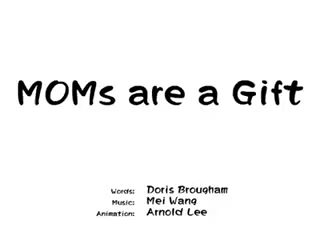 MOMs are a Gift
Words: Doris Brougham
Music: Mei Wang
Animation: Arnold Lee